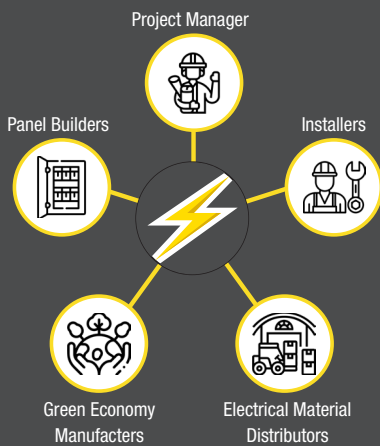 Project Manager
Panel Builders
Installers
Green Economy
Manufacters
Electrical Material
Distributors